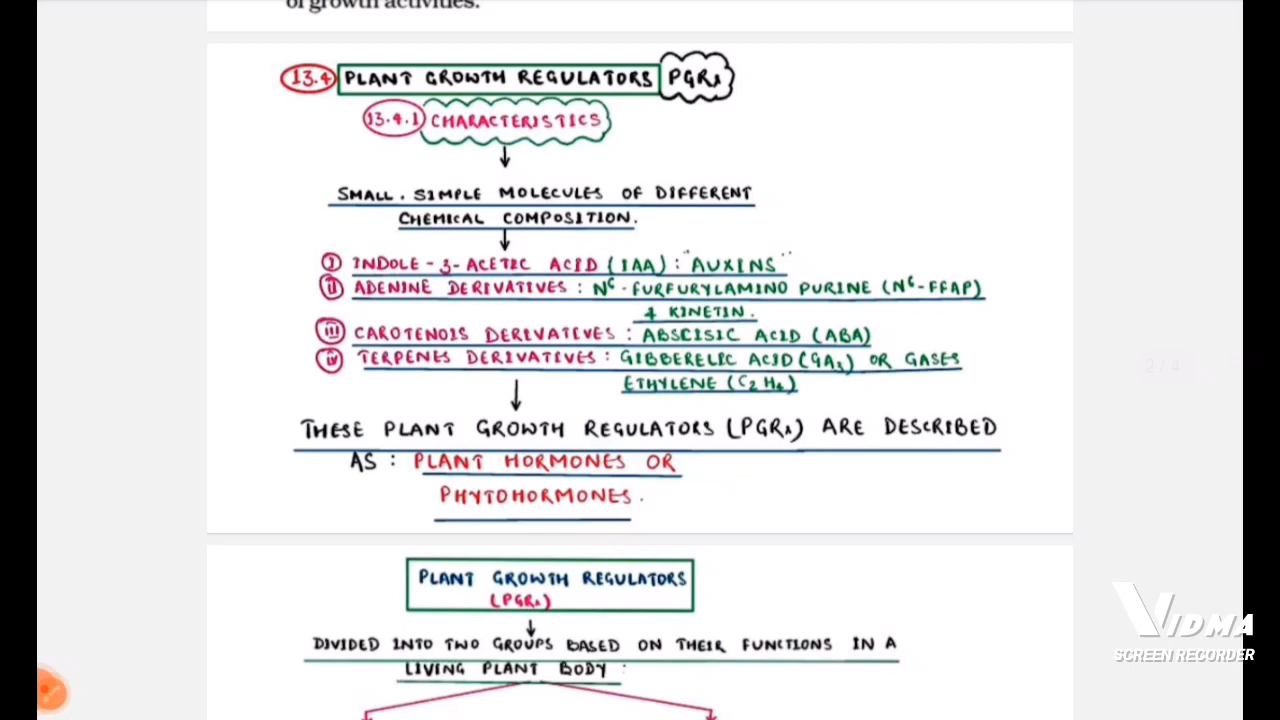 of growth activities.
13.4 PLANT GROWTH REGULATORS PGRs
13.4.1 CHARACTERISTICS
SMALL, SIMPLE MOLECULES OF DIFFERENT
CHEMICAL COMPOSITION.
(i) INDOLE-3-ACETIC ACID (IAA): "AUXINS"
(ii) ADENINE DERIVATIVES: N6-FURFURYLAMINO PURINE (N6-FFAP)
& KINETIN.
(iii) CAROTENOIS DERIVATIVES: ABSCISIC ACID (ABA)
(iv) TERPENES DERIVATIVES: GIBBERELIC ACID (GA3) OR GASES
ETHYLENE (C2H4)
THESE PLANT GROWTH REGULATORS (PGRs) ARE DESCRIBED
AS: PLANT HORMONES OR
PHYTOHORMONES.
2/4
PLANT GROWTH REGULATORS
(PGRs)
DIVIDED INTO TWO GROUPS BASED ON THEIR FUNCTIONS IN A
LIVING PLANT BODY:
VIDMA
SCREEN RECORDER